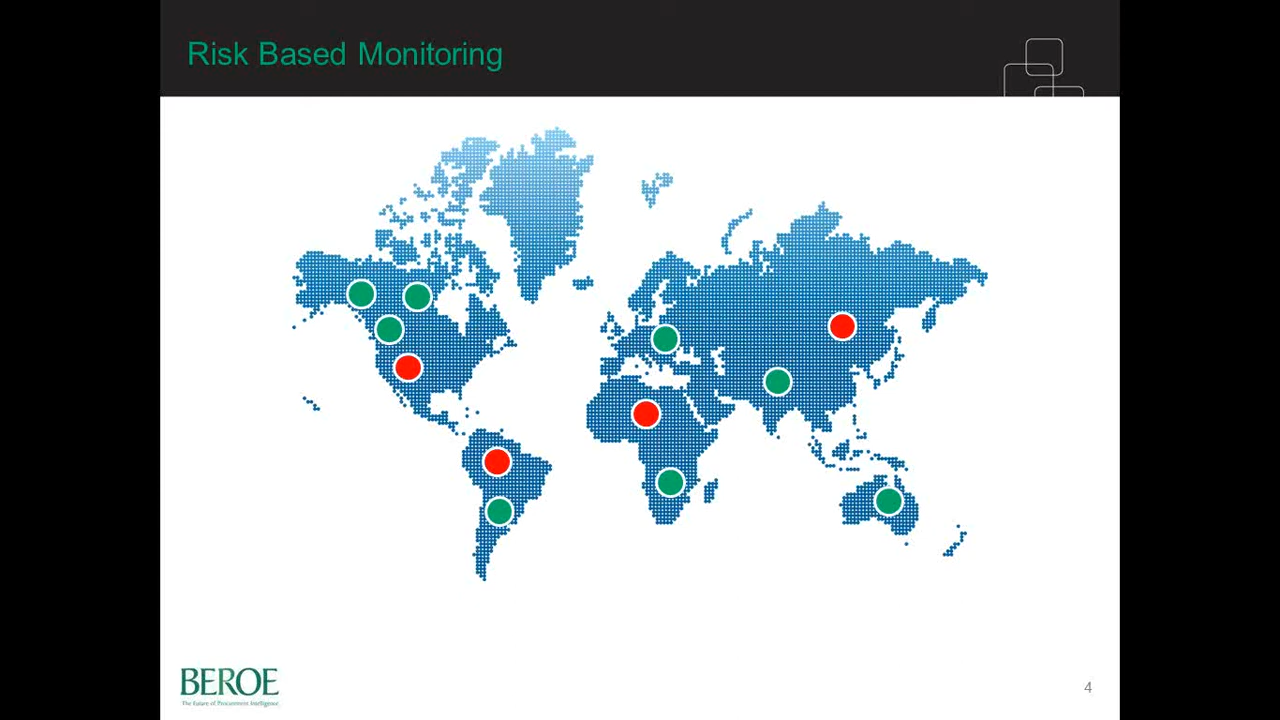 Risk Based Monitoring
BEROE
The Future of Procurement Intelligence
4